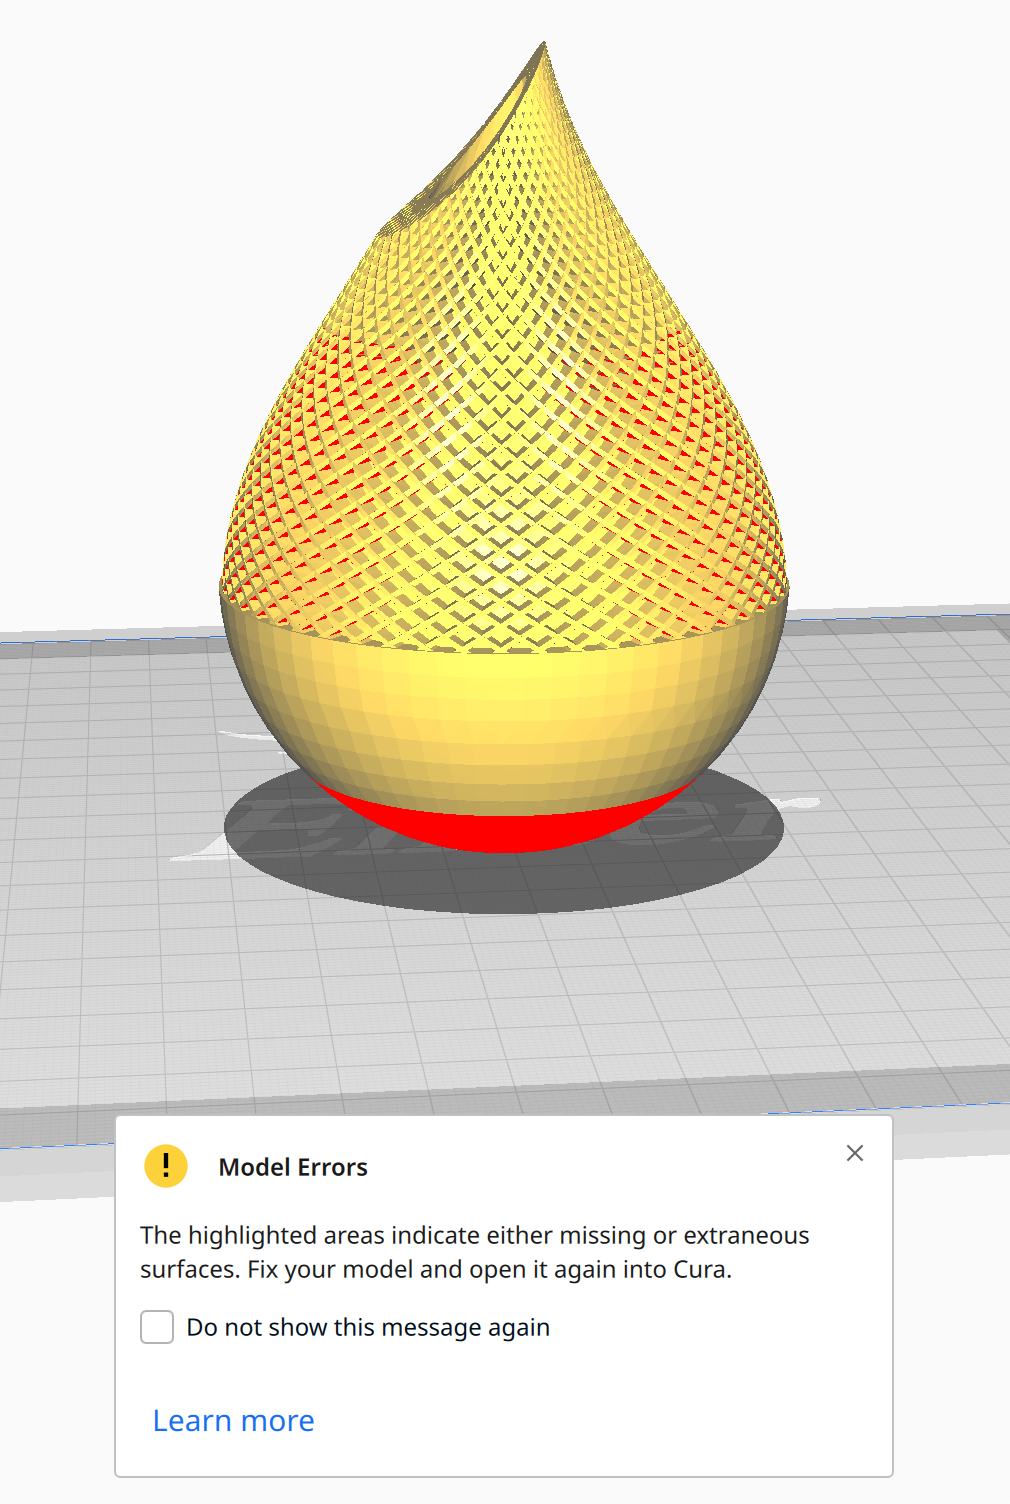 !
Model Errors
The highlighted areas indicate either missing or extraneous
surfaces. Fix your model and open it again into Cura.
Do not show this message again
Learn more